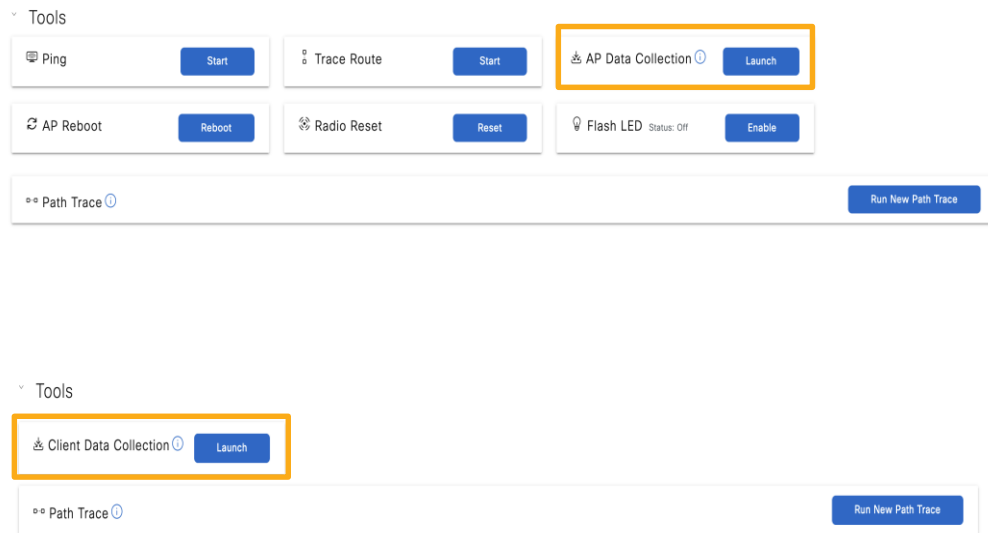 Tools
Ping Start Trace Route Start AP Data Collection Launch
AP Reboot Reboot Radio Reset Reset Flash LED Status: Off Enable
Path Trace Run New Path Trace
Tools
Client Data Collection Launch
Path Trace Run New Path Trace